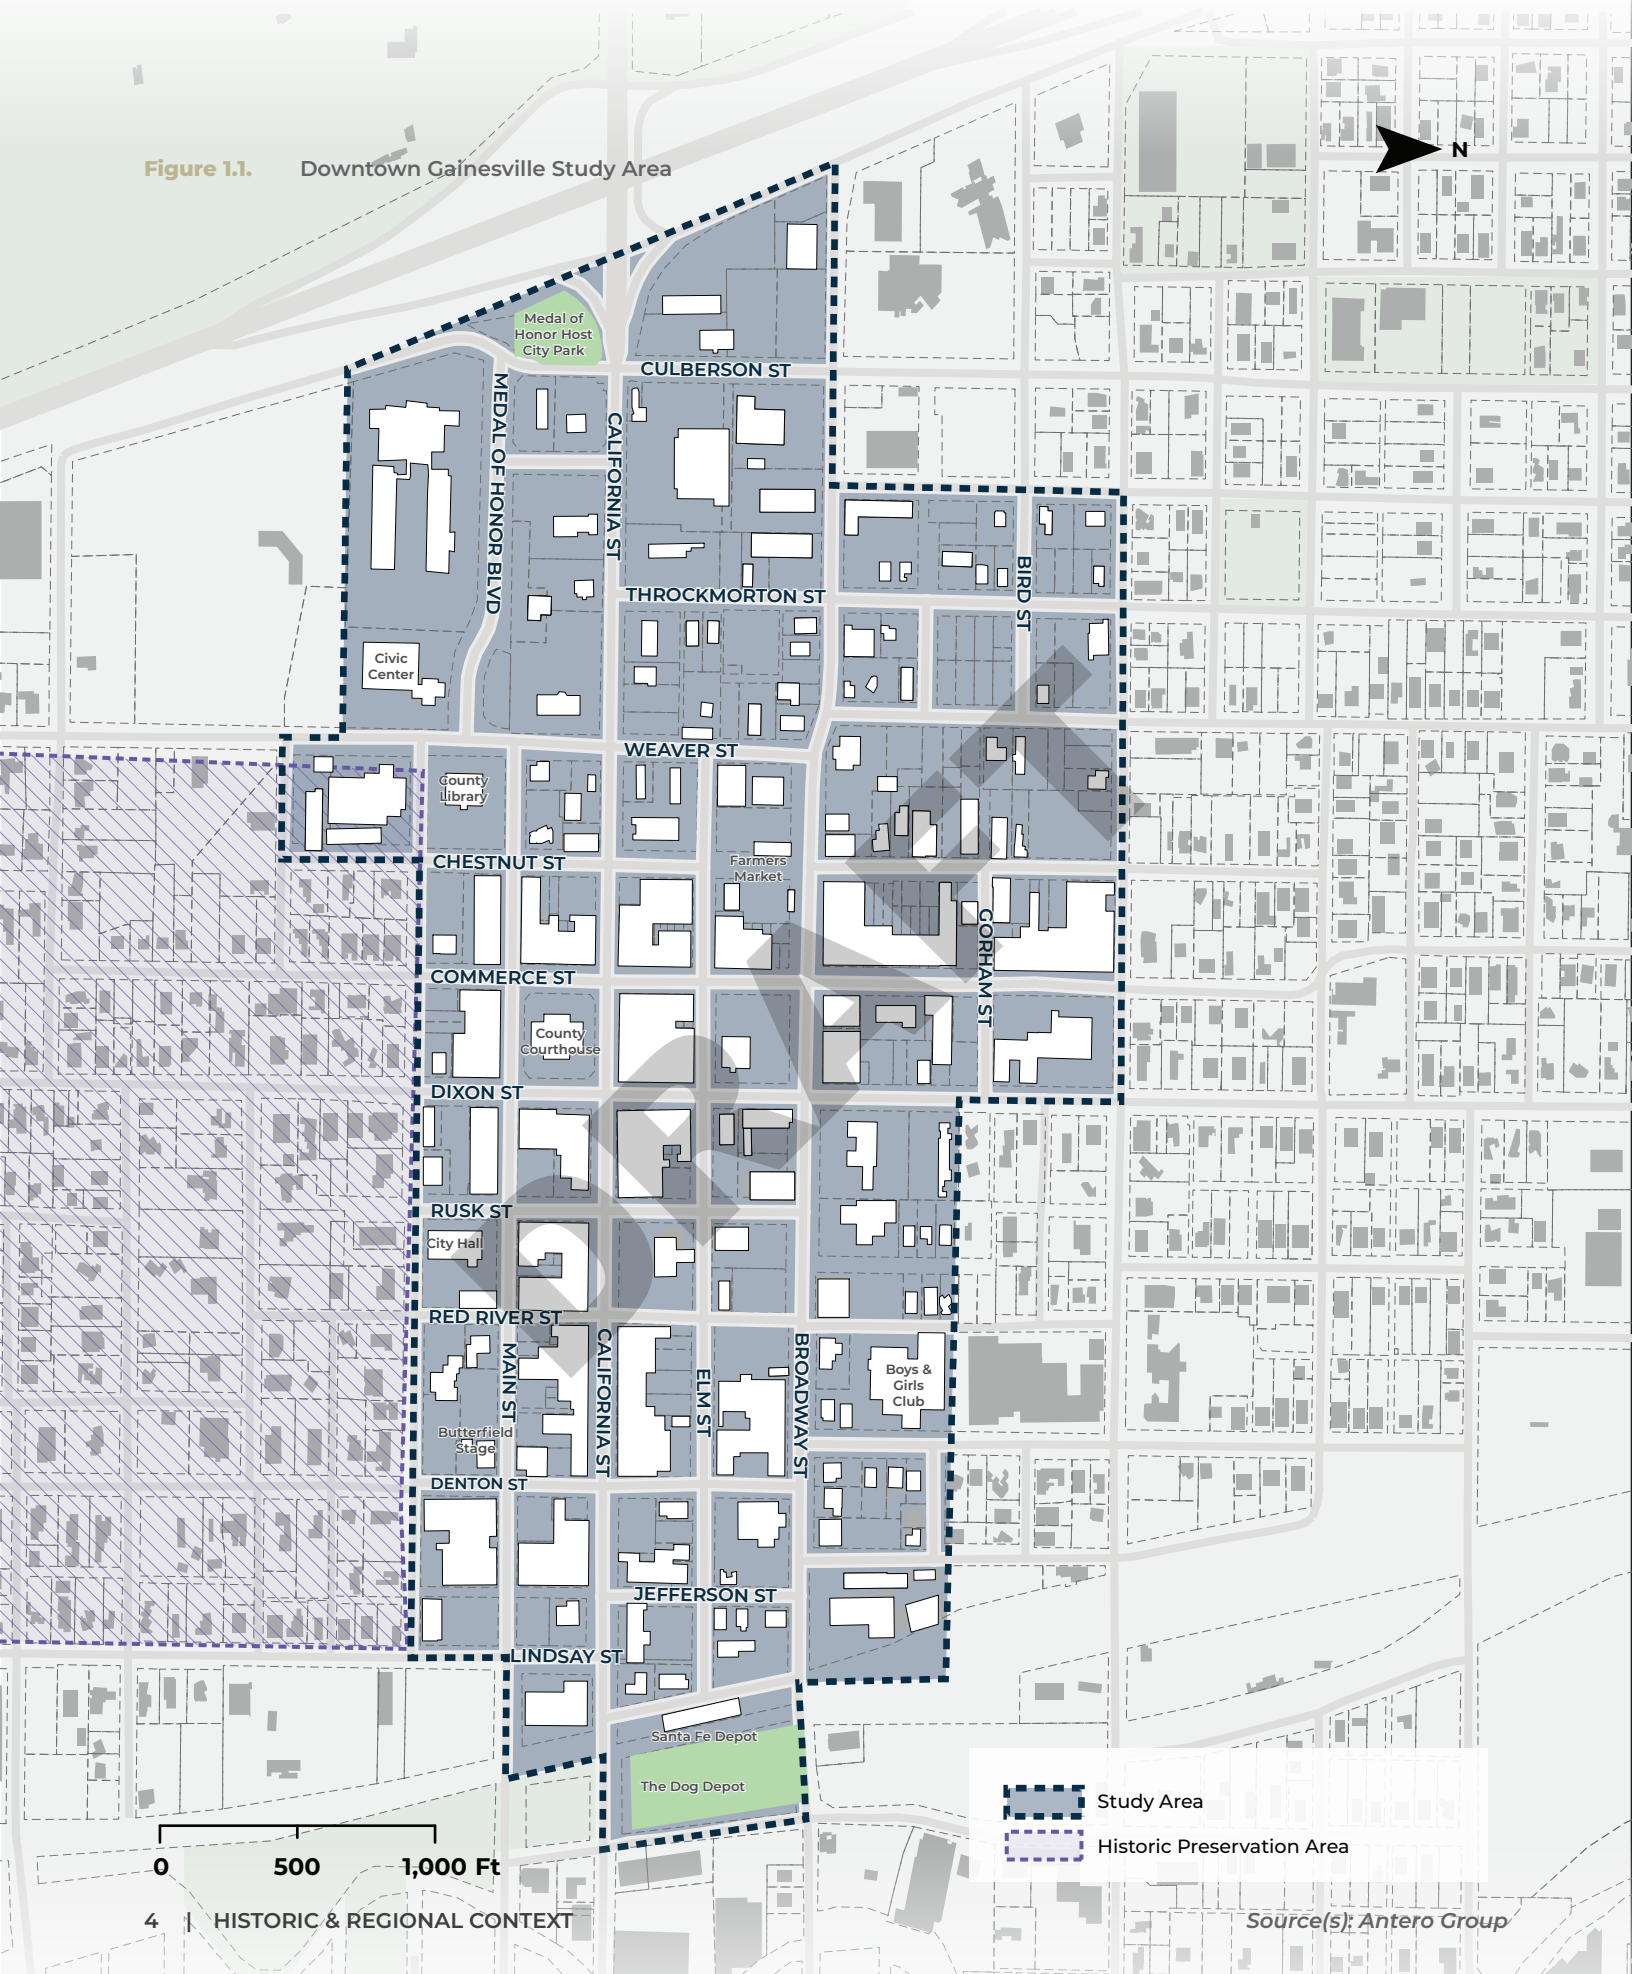 N
Figure 1.1. Downtown Gainesville Study Area
Medal of
Honor Host
City Park
CULBERSON ST
MEDAL OF HONOR BLVD
CALIFORNIA ST
BIRD ST
THROCKMORTON ST
Civic
Center
WEAVER ST
County
Library
CHESTNUT ST
Farmers
Market
GORHAM ST
COMMERCE ST
County
Courthouse
DIXON ST
RUSK ST
City Hall
RED RIVER ST
MAIN ST
CALIFORNIA ST
ELM ST
BROADWAY ST
Boys &
Girls
Club
Butterfield
Stage
DENTON ST
JEFFERSON ST
LINDSAY ST
Santa Fe Depot
The Dog Depot
DRAFT
Study Area
Historic Preservation Area
0 500 1,000 Ft
4 | HISTORIC & REGIONAL CONTEXT
Source(s): Antero Group